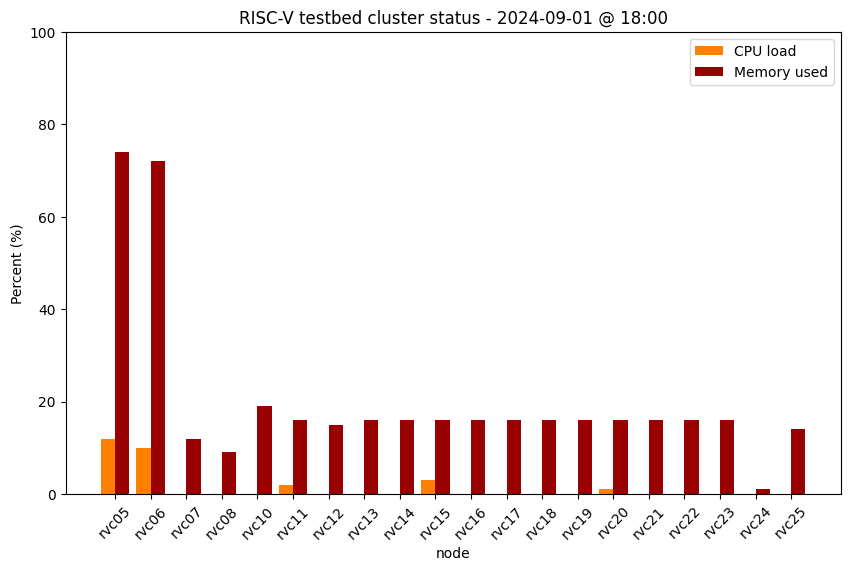 RISC-V testbed cluster status - 2024-09-01 @ 18:00
CPU load
Memory used
Percent (%)
100
80
60
40
20
0
rvc05 rvc06 rvc07 rvc08 rvc10 rvc11 rvc12 rvc13 rvc14 rvc15 rvc16 rvc17 rvc18 rvc19 rvc20 rvc21 rvc22 rvc23 rvc24 rvc25
node